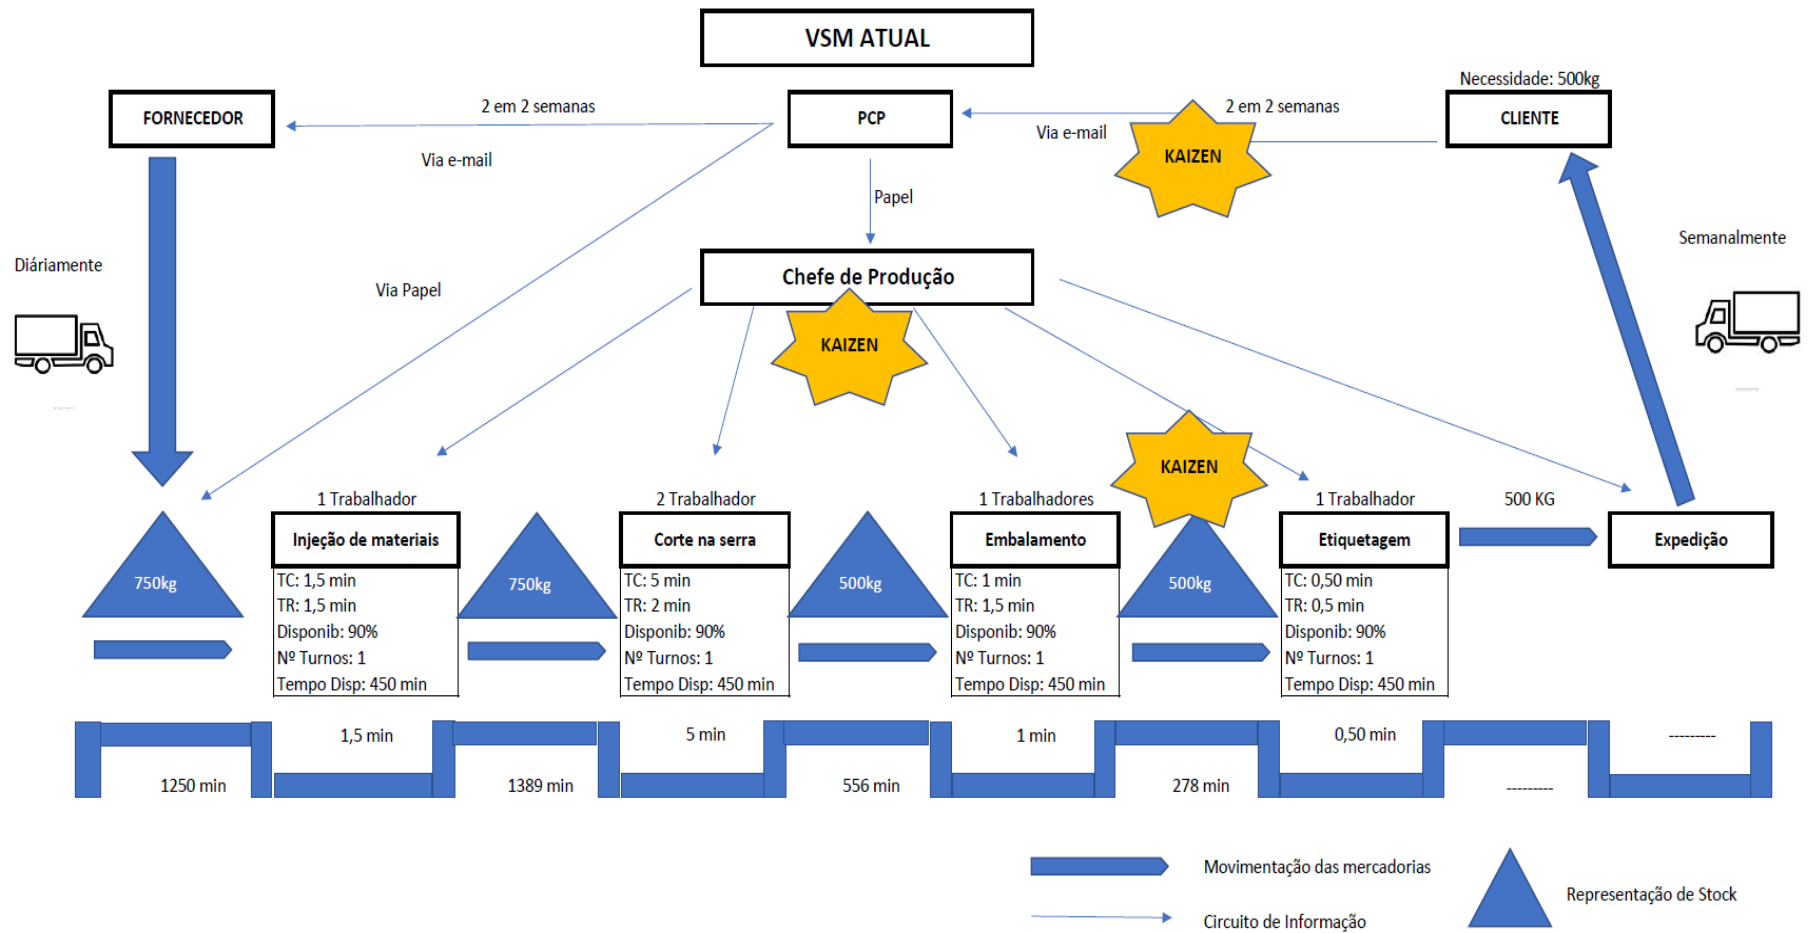 VSM ATUAL
Necessidade: 500kg
FORNECEDOR
2 em 2 semanas
PCP
2 em 2 semanas
CLIENTE
Via e-mail
Via e-mail
KAIZEN
Papel
Diáriamente
Via Papel
Chefe de Produção
Semanalmente
KAIZEN
KAIZEN
1 Trabalhador
2 Trabalhador
1 Trabalhadores
1 Trabalhador
500 KG
Injeção de materiais
Corte na serra
Embalamento
Etiquetagem
Expedição
750kg
750kg
500kg
500kg
TC: 1,5 min
TR: 1,5 min
Disponib: 90%
Nº Turnos: 1
Tempo Disp: 450 min
TC: 5 min
TR: 2 min
Disponib: 90%
Nº Turnos: 1
Tempo Disp: 450 min
TC: 1 min
TR: 1,5 min
Disponib: 90%
Nº Turnos: 1
Tempo Disp: 450 min
TC: 0,50 min
TR: 0,5 min
Disponib: 90%
Nº Turnos: 1
Tempo Disp: 450 min
1,5 min
5 min
1 min
0,50 min
---------
1250 min
1389 min
556 min
278 min
---------
Movimentação das mercadorias
Representação de Stock
Circuito de Informação